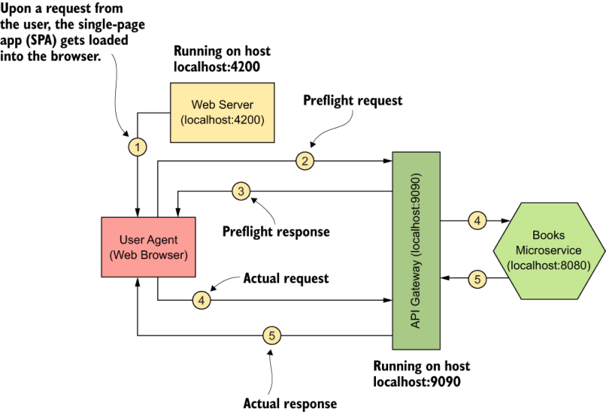 Upon a request from
the user, the single-page
app (SPA) gets loaded
into the browser.
Running on host
localhost:4200
Web Server
(localhost:4200)
Preflight request
1
2
3
Preflight response
User Agent
(Web Browser)
API Gateway (localhost:9090)
4
Books
Microservice
(localhost:8080)
5
Actual request
4
5
Actual response
Running on host
localhost:9090